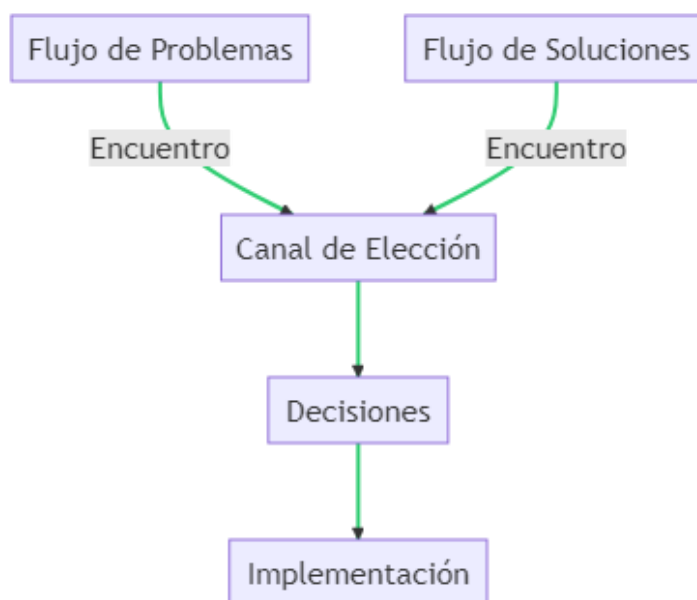 Flujo de Problemas
Flujo de Soluciones
Encuentro
Encuentro
Canal de Elección
Decisiones
Implementación